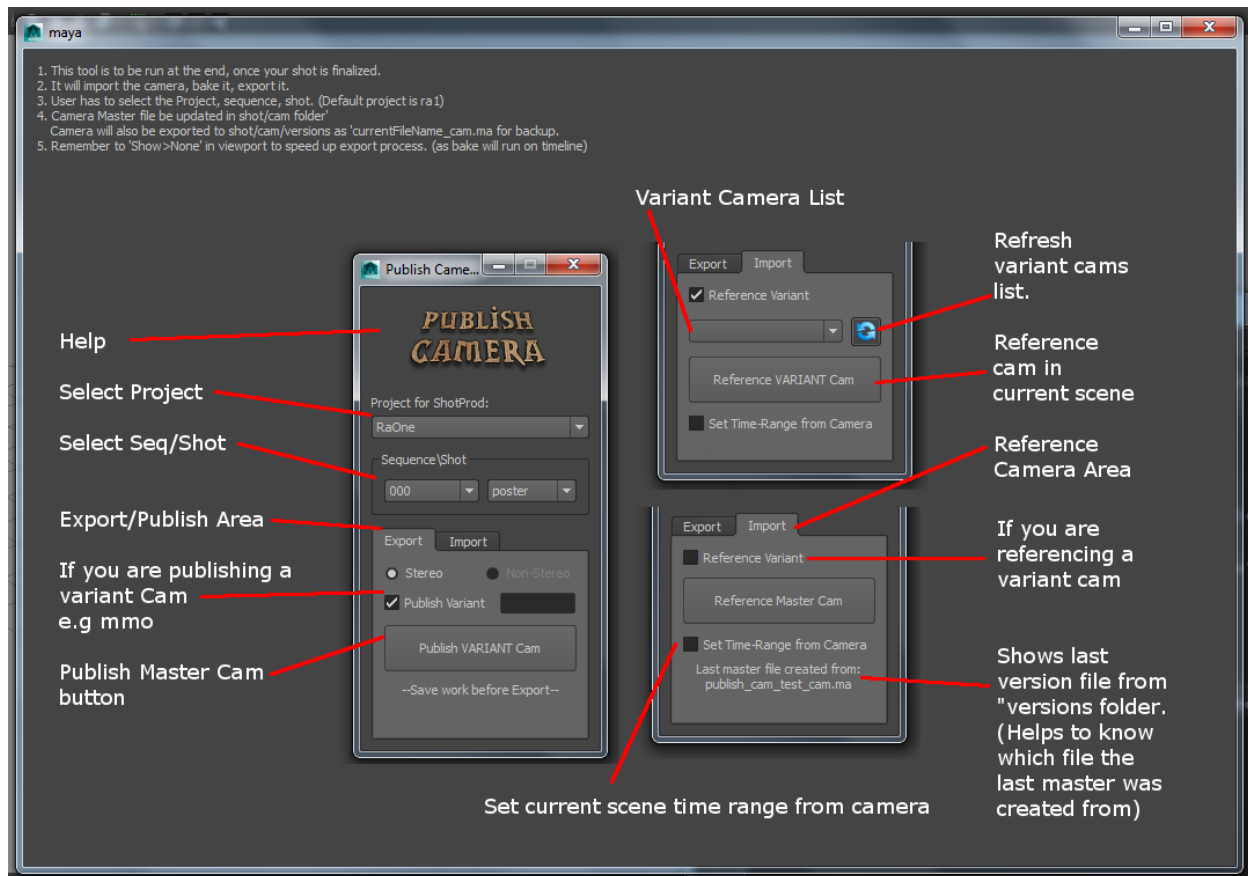 maya
1. This tool is to be run at the end, once your shot is finalized.
2. It will import the camera, bake it, export it.
3. User has to select the Project, sequence, shot. (Default project is ra1)
4. Camera Master file be updated in shot/cam folder'
Camera will also be exported to shot/cam/versions as 'currentFileName_cam.ma for backup.
5. Remember to 'Show>None' in viewport to speed up export process. (as bake will run on timeline)
Help
Select Project
Select Seq/Shot
Export/Publish Area
If you are publishing a
variant Cam
e.g mmo
Publish Master Cam
button
Publish Came...
PUBLISH
CAMERA
Project for ShotProd:
RaOne
Sequence\Shot
000
poster
Export
Import
Stereo
Non-Stereo
Publish Variant
Publish VARIANT Cam
--Save work before Export--
Variant Camera List
Export
Import
Reference Variant
Reference VARIANT Cam
Set Time-Range from Camera
Export
Import
Reference Variant
Reference Master Cam
Set Time-Range from Camera
Last master file created from:
publish_cam_test_cam.ma
Set current scene time range from camera
Refresh
variant cams
list.
Reference
cam in
current scene
Reference
Camera Area
If you are
referencing a
variant cam
Shows last
version file from
"versions folder.
(Helps to know
which file the
last master was
created from)